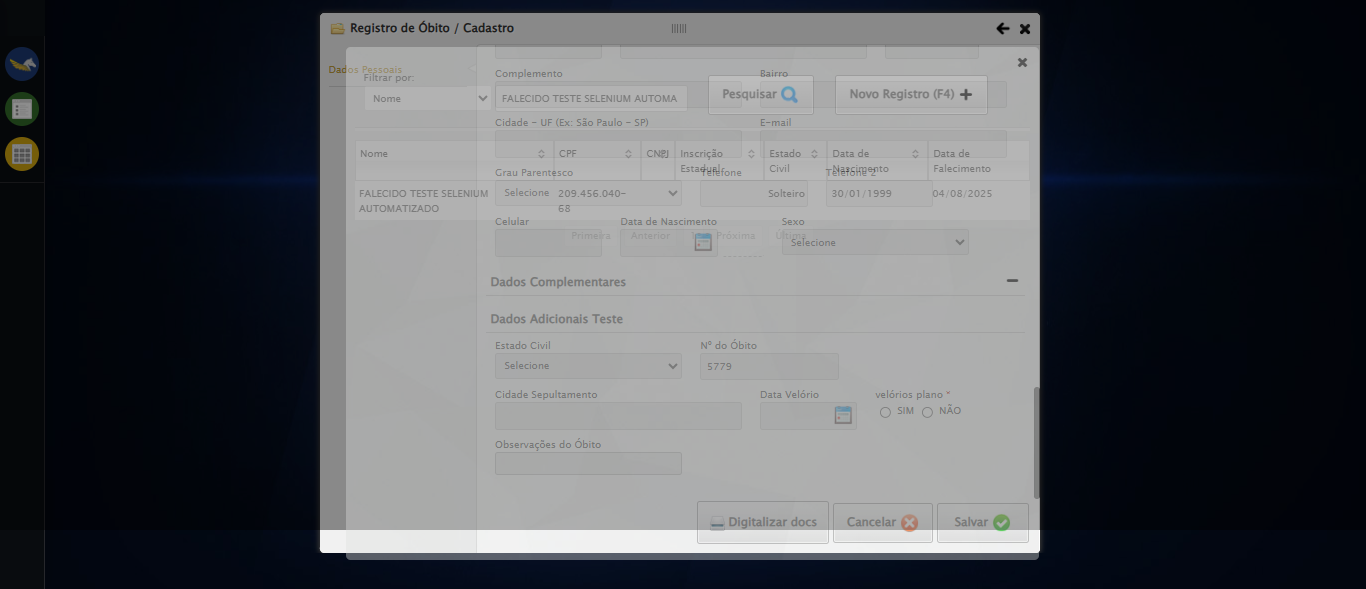 Registro de Óbito / Cadastro
Dados Pessoais
Filtrar por:
Complemento
Bairro
Nome
FALECIDO TESTE SELENIUM AUTOMA
Pesquisar
Novo Registro (F4)
Cidade - UF (Ex: São Paulo - SP)
E-mail
Nome
CPF
CNPJ
Inscrição Estadual
Estado Civil
Data de Nascimento
Data de Falecimento
Grau Parentesco
Telefone
Telefone 2
Selecione
FALECIDO TESTE SELENIUM AUTOMATIZADO
209.456.040-68
Solteiro
30/01/1999
04/08/2025
Celular
Data de Nascimento
Sexo
Primeira
Anterior
1
Próxima
Última
Selecione
Dados Complementares
Dados Adicionais Teste
Estado Civil
Nº do Óbito
Selecione
5779
Cidade Sepultamento
Data Velório
velórios plano *
SIM
NÃO
Observações do Óbito
Digitalizar docs
Cancelar
Salvar